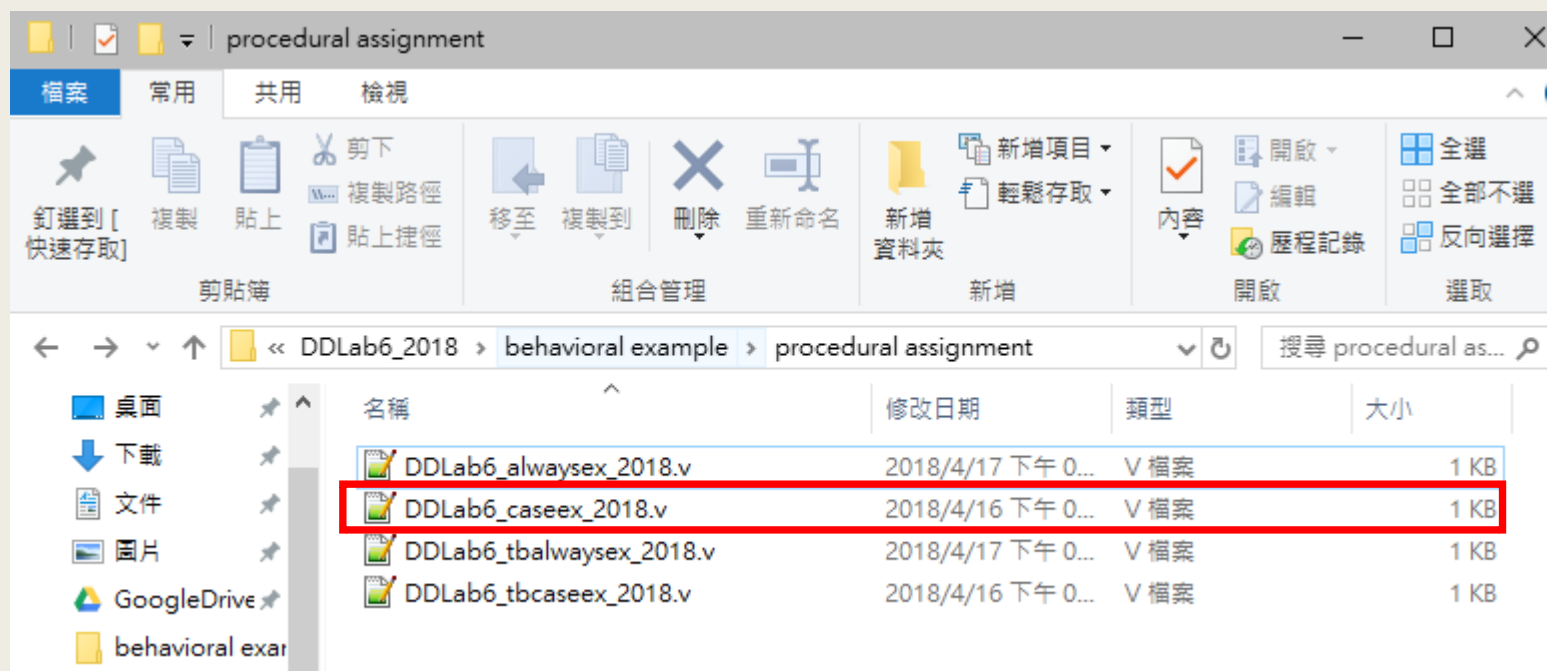 procedural assignment
檔案 常用 共用 檢視
釘選到 [
快速存取]
複製
貼上
剪下
複製路徑
貼上捷徑
移至
複製到
刪除
重新命名
新增
資料夾
新增項目
輕鬆存取
內容
開啟
編輯
歷程記錄
全選
全部不選
反向選擇
剪貼簿 組合管理 新增 開啟 選取
« DDLab6_2018 › behavioral example › procedural assignment 搜尋 procedural as...
名稱 修改日期 類型 大小
桌面
下載
文件
圖片
GoogleDrive
behavioral exar
DDLab6_alwaysex_2018.v 2018/4/17 下午 0... V 檔案 1 KB
DDLab6_caseex_2018.v 2018/4/16 下午 0... V 檔案 1 KB
DDLab6_tbalwaysex_2018.v 2018/4/17 下午 0... V 檔案 1 KB
DDLab6_tbcaseex_2018.v 2018/4/16 下午 0... V 檔案 1 KB